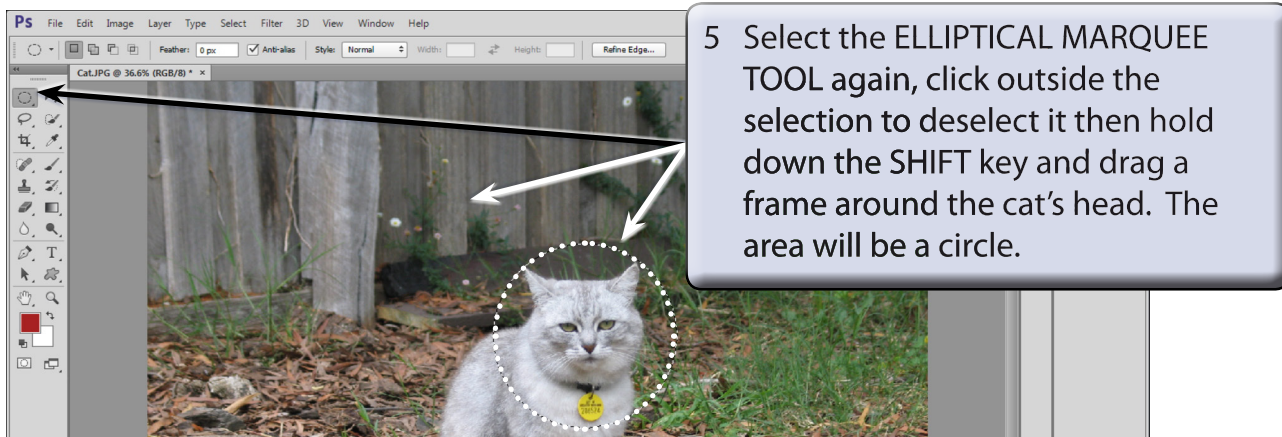 Ps File Edit Image Layer Type Select Filter 3D View Window Help
Feather: 0 px Anti-alias Style: Normal Width: Height: Refine Edge...
Cat.JPG @ 36.6% (RGB/8) * ×
5 Select the ELLIPTICAL MARQUEE
TOOL again, click outside the
selection to deselect it then hold
down the SHIFT key and drag a
frame around the cat’s head. The
area will be a circle.